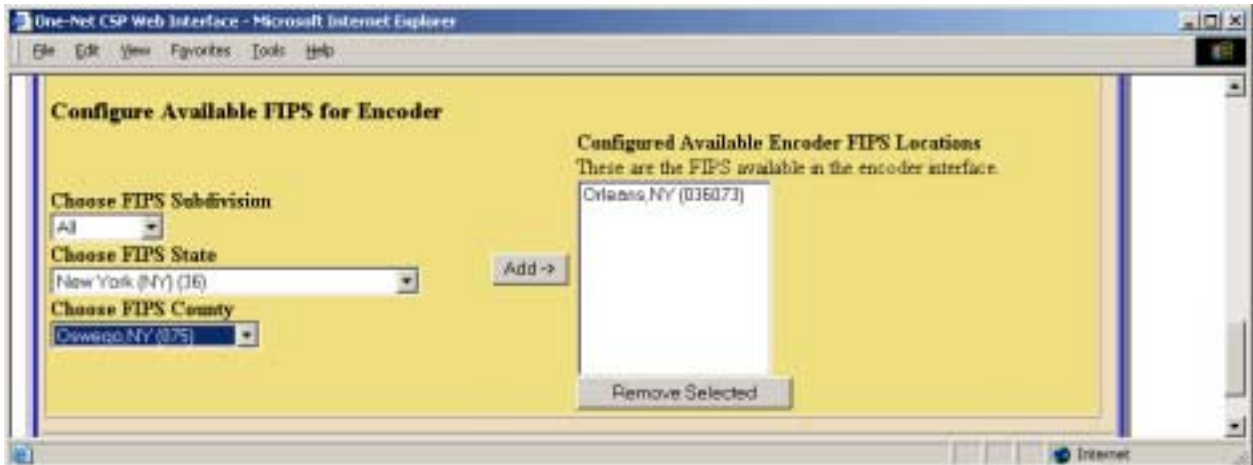 One-Net CSP Web Interface - Microsoft Internet Explorer
File Edit View Favorites Tools Help
Configure Available FIPS for Encoder
Configured Available Encoder FIPS Locations
These are the FIPS available in the encoder interface.
Orleans,NY (036073)
Choose FIPS Subdivision
All
Choose FIPS State
New York (NY) (36)
Add ->
Choose FIPS County
Oswego,NY (075)
Remove Selected
Internet